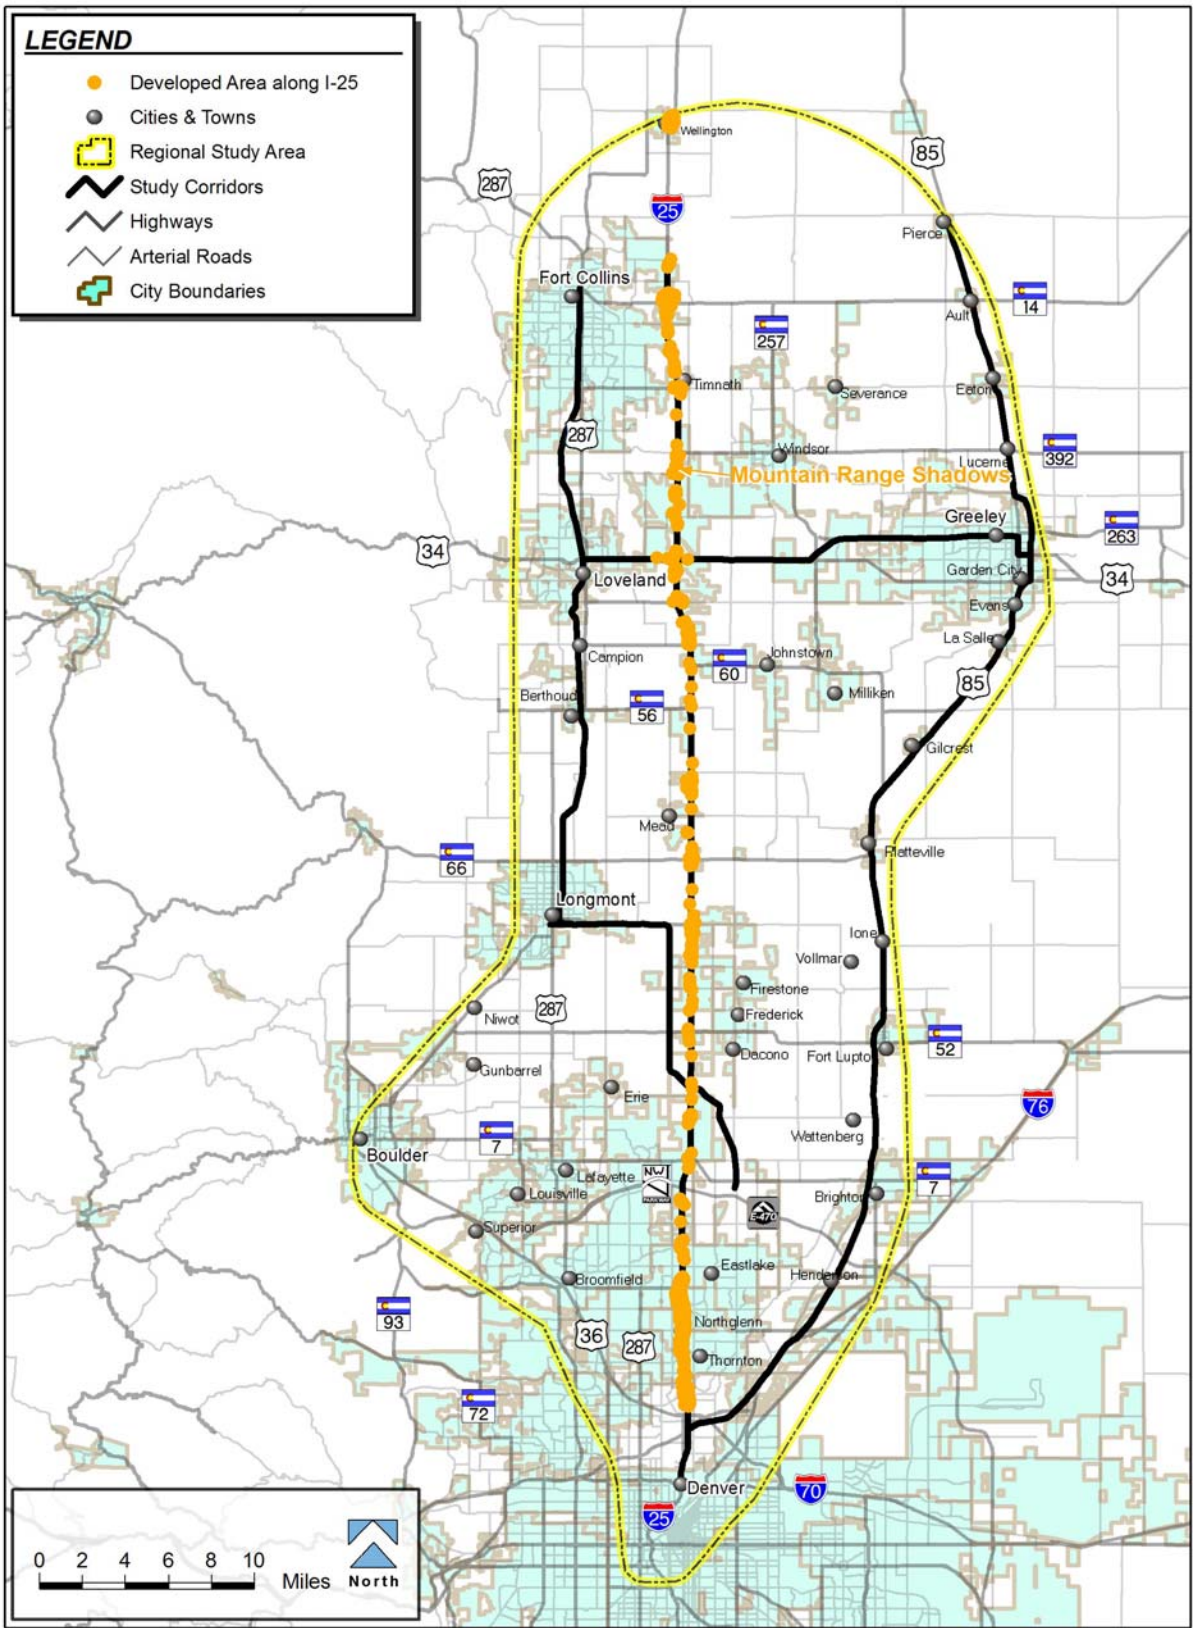 LEGEND
Developed Area along I-25
Cities & Towns
Regional Study Area
Study Corridors
Highways
Arterial Roads
City Boundaries
Wellington
85
287
25
Pierce
Fort Collins
14
Ault
257
Timnath
Severance
Eaton
287
Windsor
Lucerne
392
Mountain Range Shadows
Greeley
263
34
Loveland
Garden City
34
Evans
La Salle
Campion
60
Johnstown
85
Berthoud
56
Milliken
Gilcrest
Mead
66
Platteville
Longmont
Ione
Vollmar
Firestone
Niwot
287
Frederick
52
Dacono
Fort Lupto
Gunbarrel
Erie
76
7
Wattenberg
Boulder
Lafayette
NW
PARKWAY
7
Louisville
Brighton
E-470
Superior
Eastlake
Broomfield
Henderson
93
36
287
Northglenn
Thornton
72
Denver
70
25
0 2 4 6 8 10
Miles
North